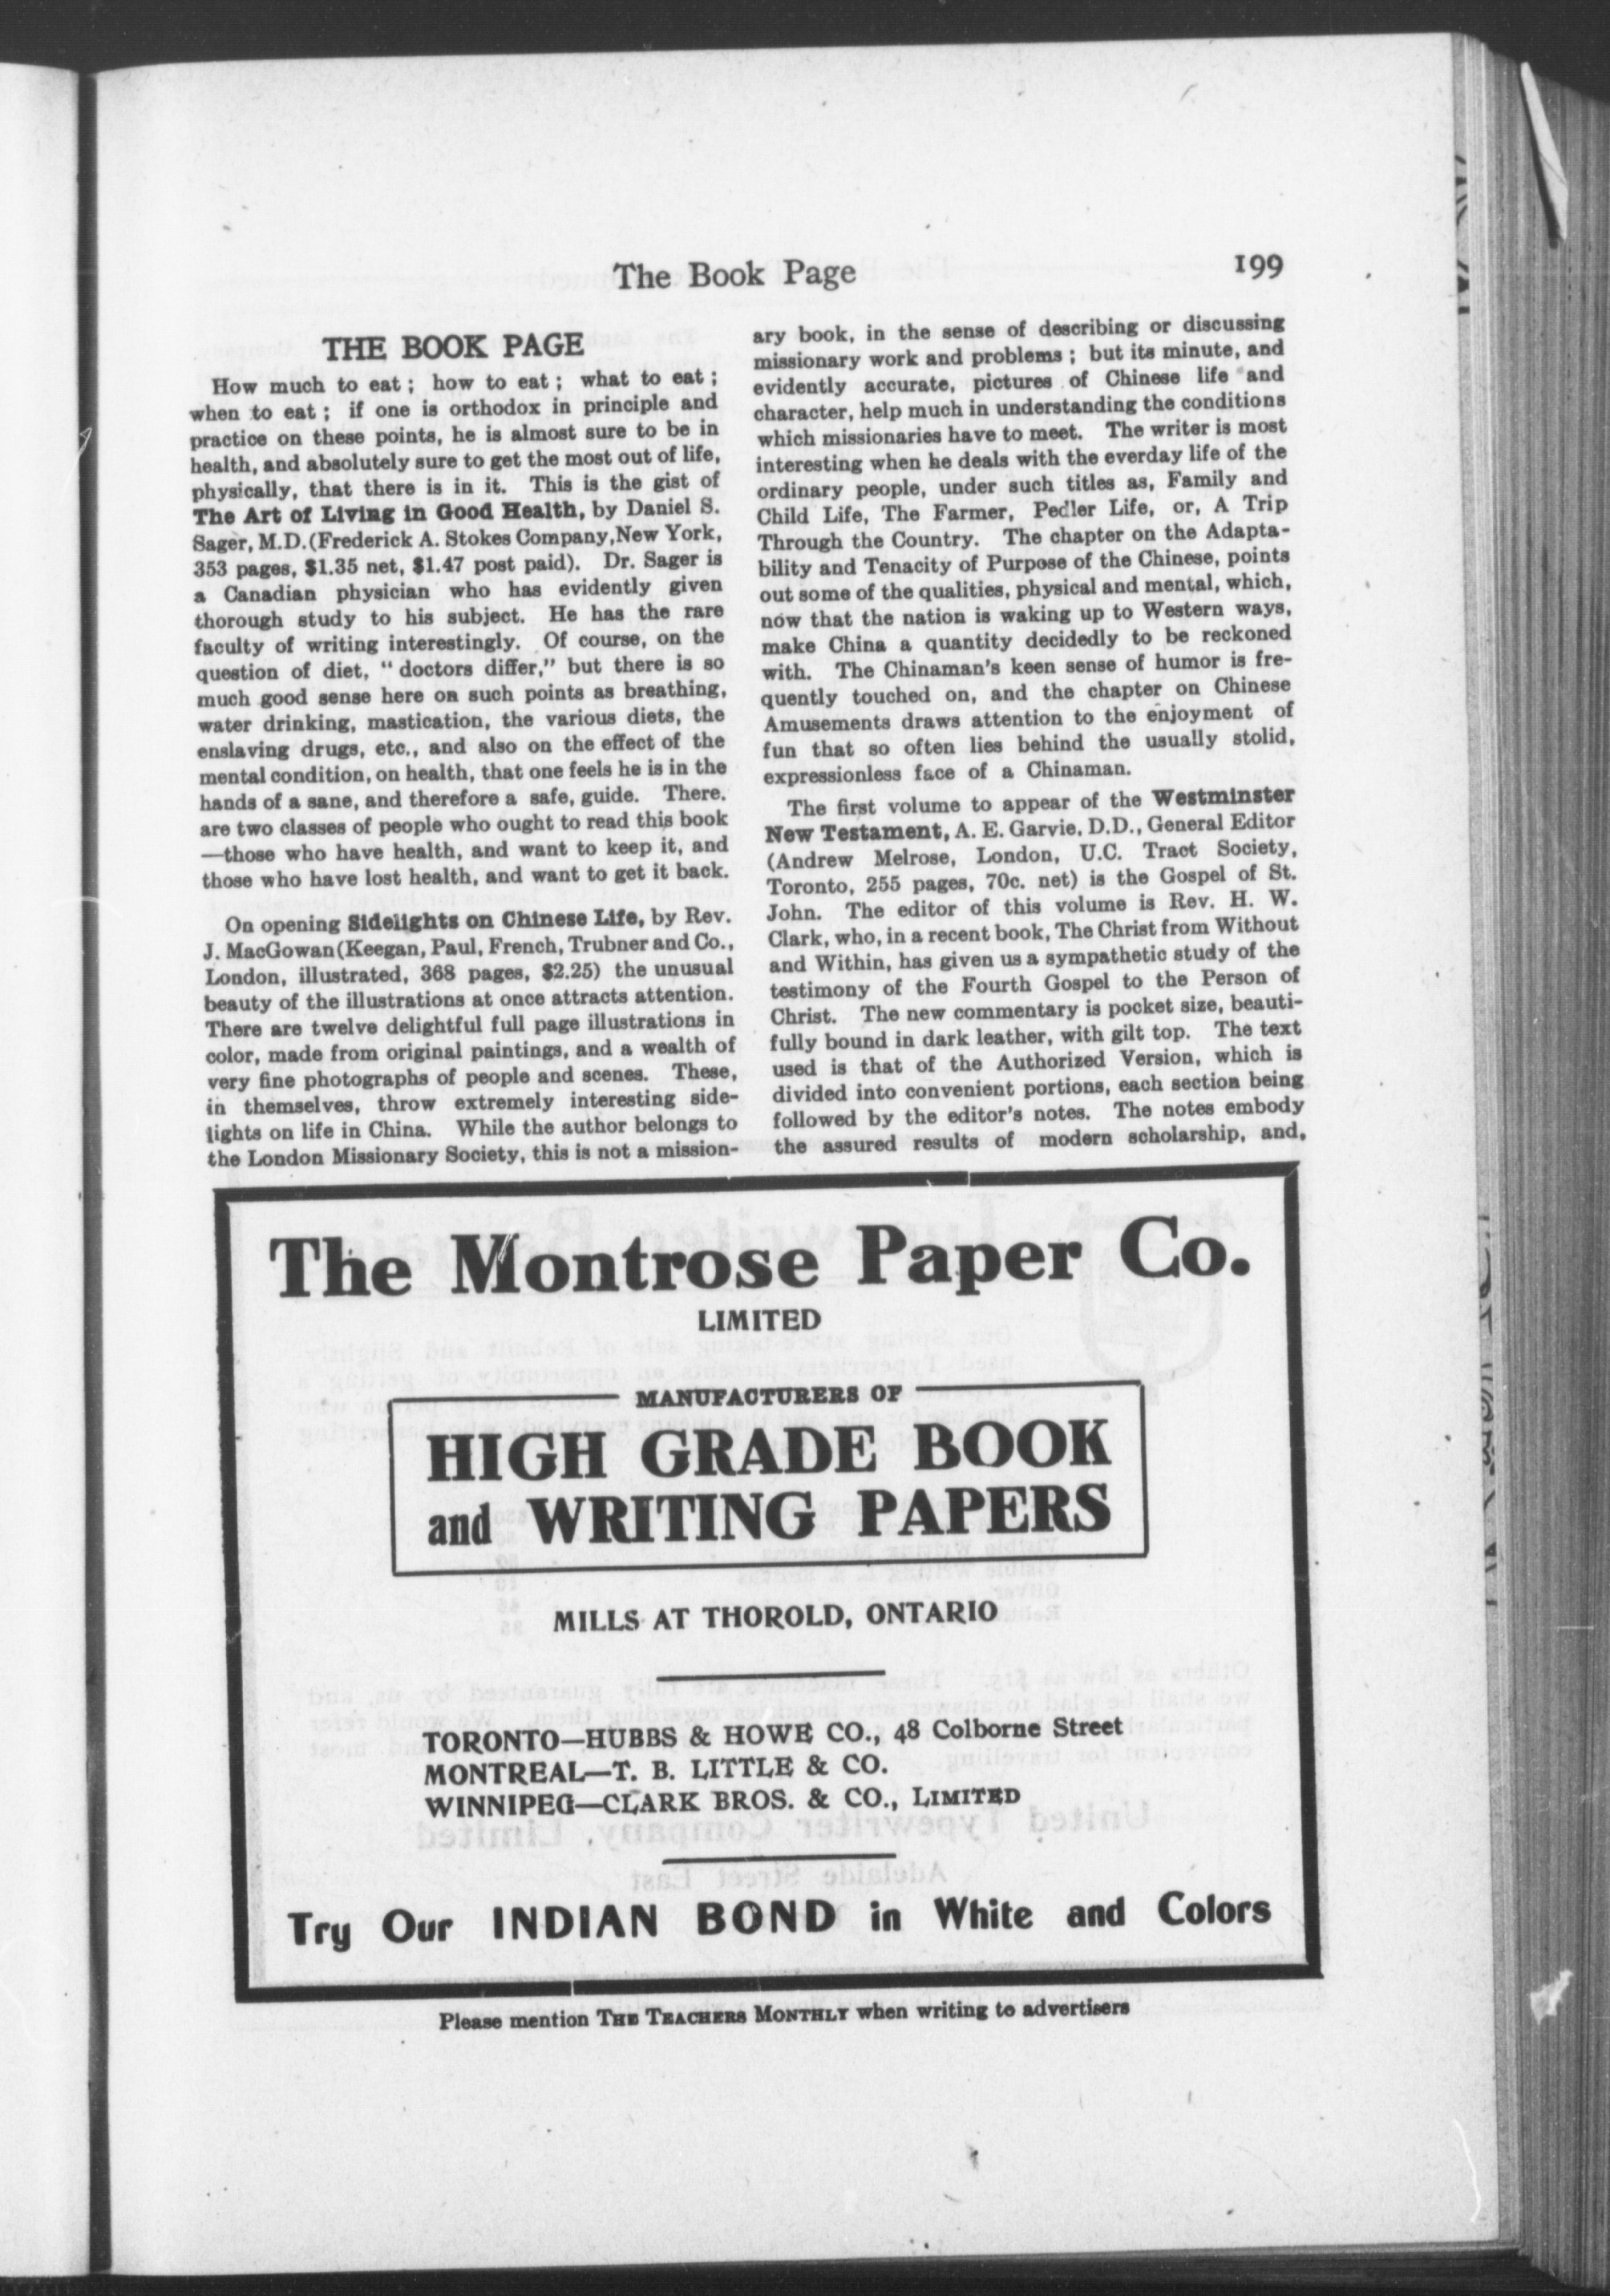 The Book Page 199
THE BOOK PAGE
How much to eat ; how to eat ; what to eat ;
when to eat ; if one is orthodox in principle and
practice on these points, he is almost sure to be in
health, and absolutely sure to get the most out of life,
physically, that there is in it. This is the gist of
The Art of Living in Good Health, by Daniel S.
Sager, M.D.(Frederick A. Stokes Company,New York,
353 pages, $1.35 net, $1.47 post paid). Dr. Sager is
a Canadian physician who has evidently given
thorough study to his subject. He has the rare
faculty of writing interestingly. Of course, on the
question of diet, “ doctors differ,” but there is so
much good sense here on such points as breathing,
water drinking, mastication, the various diets, the
enslaving drugs, etc., and also on the effect of the
mental condition, on health, that one feels he is in the
hands of a sane, and therefore a safe, guide. There.
are two classes of people who ought to read this book
—those who have health, and want to keep it, and
those who have lost health, and want to get it back.
On opening Sidelights on Chinese Life, by Rev.
J. MacGowan(Keegan, Paul, French, Trubner and Co.,
London, illustrated, 368 pages, $2.25) the unusual
beauty of the illustrations at once attracts attention.
There are twelve delightful full page illustrations in
color, made from original paintings, and a wealth of
very fine photographs of people and scenes. These,
in themselves, throw extremely interesting side-
lights on life in China. While the author belongs to
the London Missionary Society, this is not a mission-
ary book, in the sense of describing or discussing
missionary work and problems ; but its minute, and
evidently accurate, pictures of Chinese life and
character, help much in understanding the conditions
which missionaries have to meet. The writer is most
interesting when he deals with the everday life of the
ordinary people, under such titles as, Family and
Child Life, The Farmer, Pedler Life, or, A Trip
Through the Country. The chapter on the Adapta-
bility and Tenacity of Purpose of the Chinese, points
out some of the qualities, physical and mental, which,
now that the nation is waking up to Western ways,
make China a quantity decidedly to be reckoned
with. The Chinaman's keen sense of humor is fre-
quently touched on, and the chapter on Chinese
Amusements draws attention to the enjoyment of
fun that so often lies behind the usually stolid,
expressionless face of a Chinaman.
The first volume to appear of the Westminster
New Testament, A. E. Garvie, D.D., General Editor
(Andrew Melrose, London, U.C. Tract Society,
Toronto, 255 pages, 70c. net) is the Gospel of St.
John. The editor of this volume is Rev. H. W.
Clark, who, in a recent book, The Christ from Without
and Within, has given us a sympathetic study of the
testimony of the Fourth Gospel to the Person of
Christ. The new commentary is pocket size, beauti-
fully bound in dark leather, with gilt top. The text
used is that of the Authorized Version, which is
divided into convenient portions, each section being
followed by the editor's notes. The notes embody
the assured results of modern scholarship, and,
The Montrose Paper Co.
LIMITED
MANUFACTURERS OF
HIGH GRADE BOOK
and WRITING PAPERS
MILLS AT THOROLD, ONTARIO
TORONTO—HUBBS & HOWE CO., 48 Colborne Street
MONTREAL—T. B. LITTLE & CO.
WINNIPEG—CLARK BROS. & CO., LIMITED
Try Our INDIAN BOND in White and Colors
Please mention THE TEACHERS MONTHLY when writing to advertisers